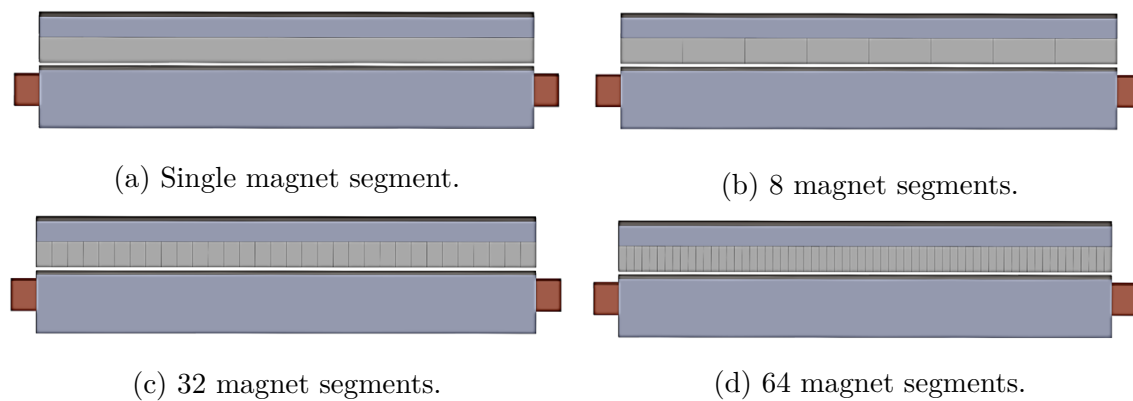 (a) Single magnet segment.
(b) 8 magnet segments.
(c) 32 magnet segments.
(d) 64 magnet segments.